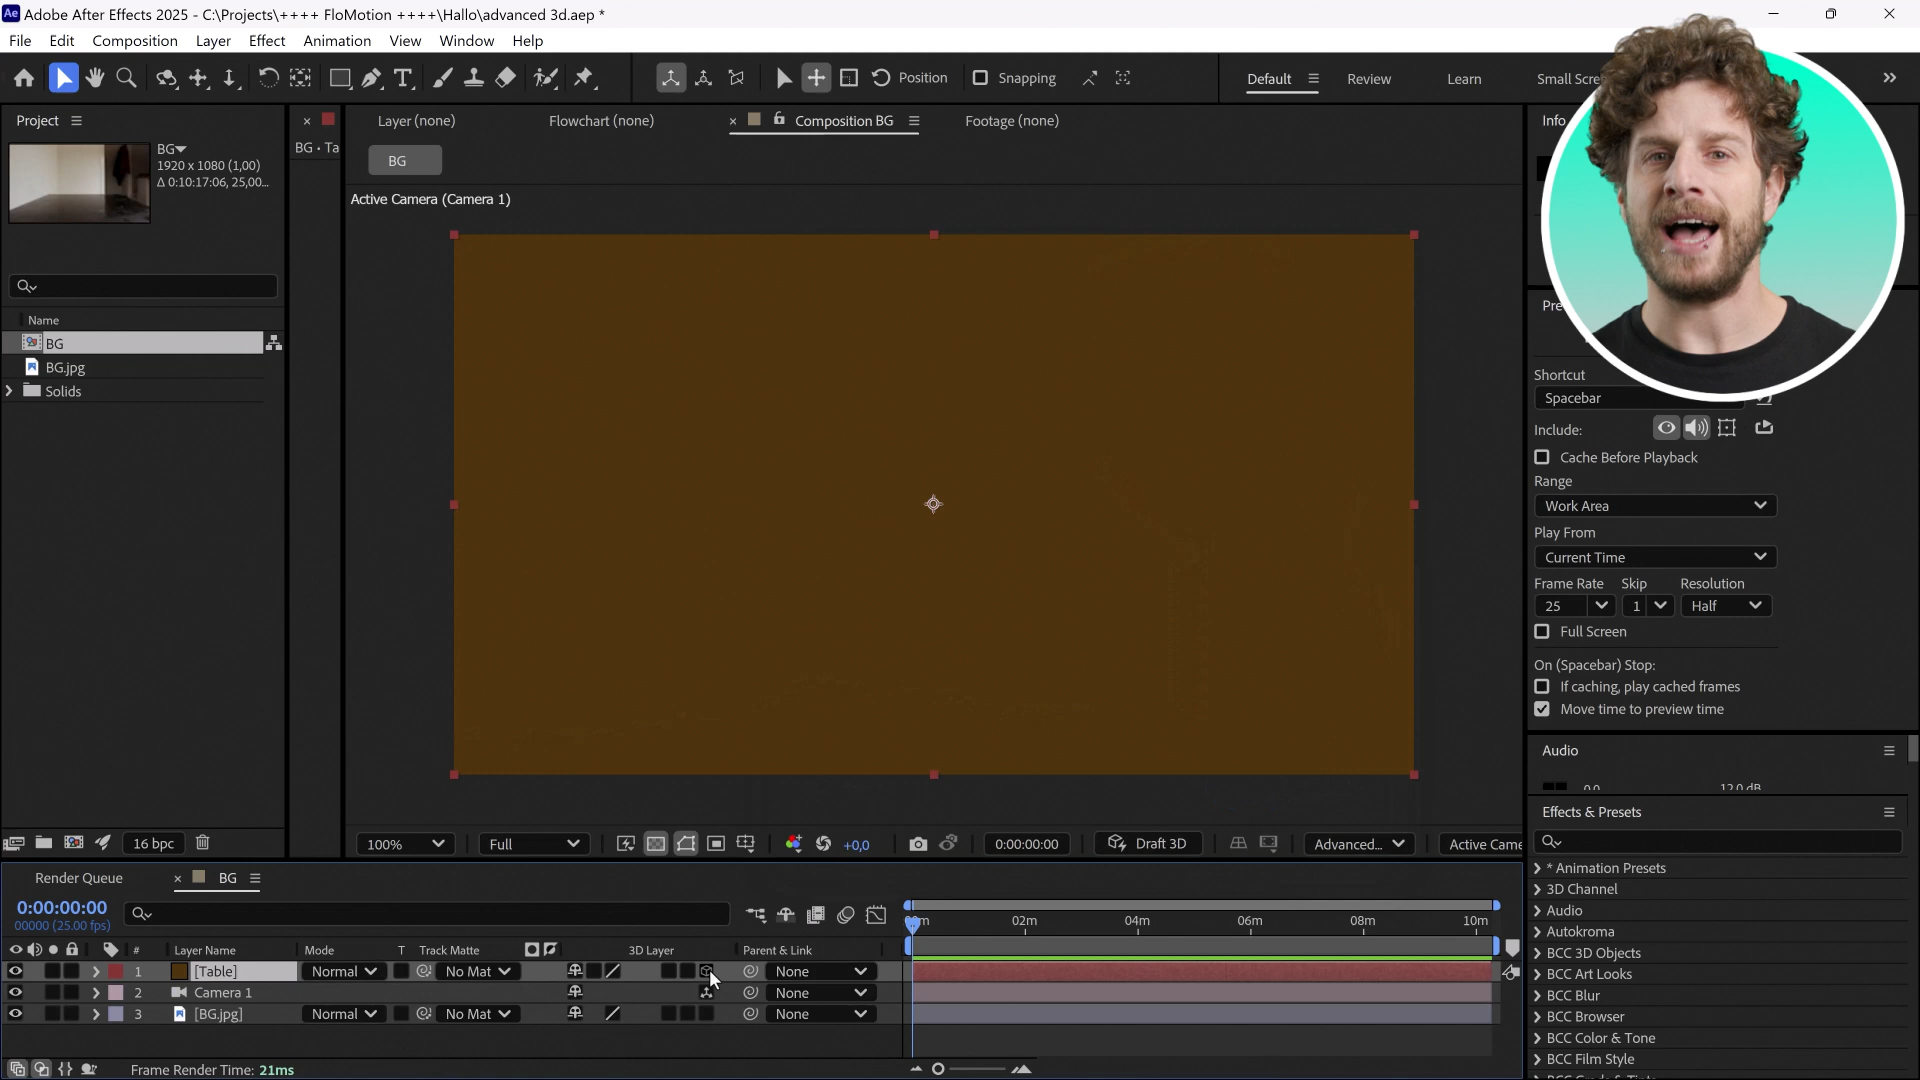 Adobe After Effects 2025 - C:\Projects\++++ FloMotion ++++\Hallo\advanced 3d.aep *
File Edit Composition Layer Effect Animation View Window Help
Position Snapping Default Review Learn Small Scre
Project
BG
1920 x 1080 (1,00)
Δ 0:10:17:06, 25,00...
Name
BG
BG.jpg
Solids
16 bpc
BG • Ta
Layer (none) Flowchart (none) Composition BG Footage (none)
BG
Active Camera (Camera 1)
100% Full +0,0 0:00:00:00 Draft 3D Advanced... Active Came
Info
Pre
Shortcut
Spacebar
Include:
Cache Before Playback
Range
Work Area
Play From
Current Time
Frame Rate Skip Resolution
25 1 Half
Full Screen
On (Spacebar) Stop:
If caching, play cached frames
Move time to preview time
Audio
0.0 12.0 dB
Effects & Presets
* Animation Presets
3D Channel
Audio
Autokroma
BCC 3D Objects
BCC Art Looks
BCC Blur
BCC Browser
BCC Color & Tone
BCC Film Style
Render Queue BG
0:00:00:00
00000 (25.00 fps)
# Layer Name Mode T Track Matte 3D Layer Parent & Link
02m 04m 06m 08m 10m
1 [Table] Normal No Mat None
2 Camera 1 None
3 [BG.jpg] Normal No Mat None
Frame Render Time: 21ms